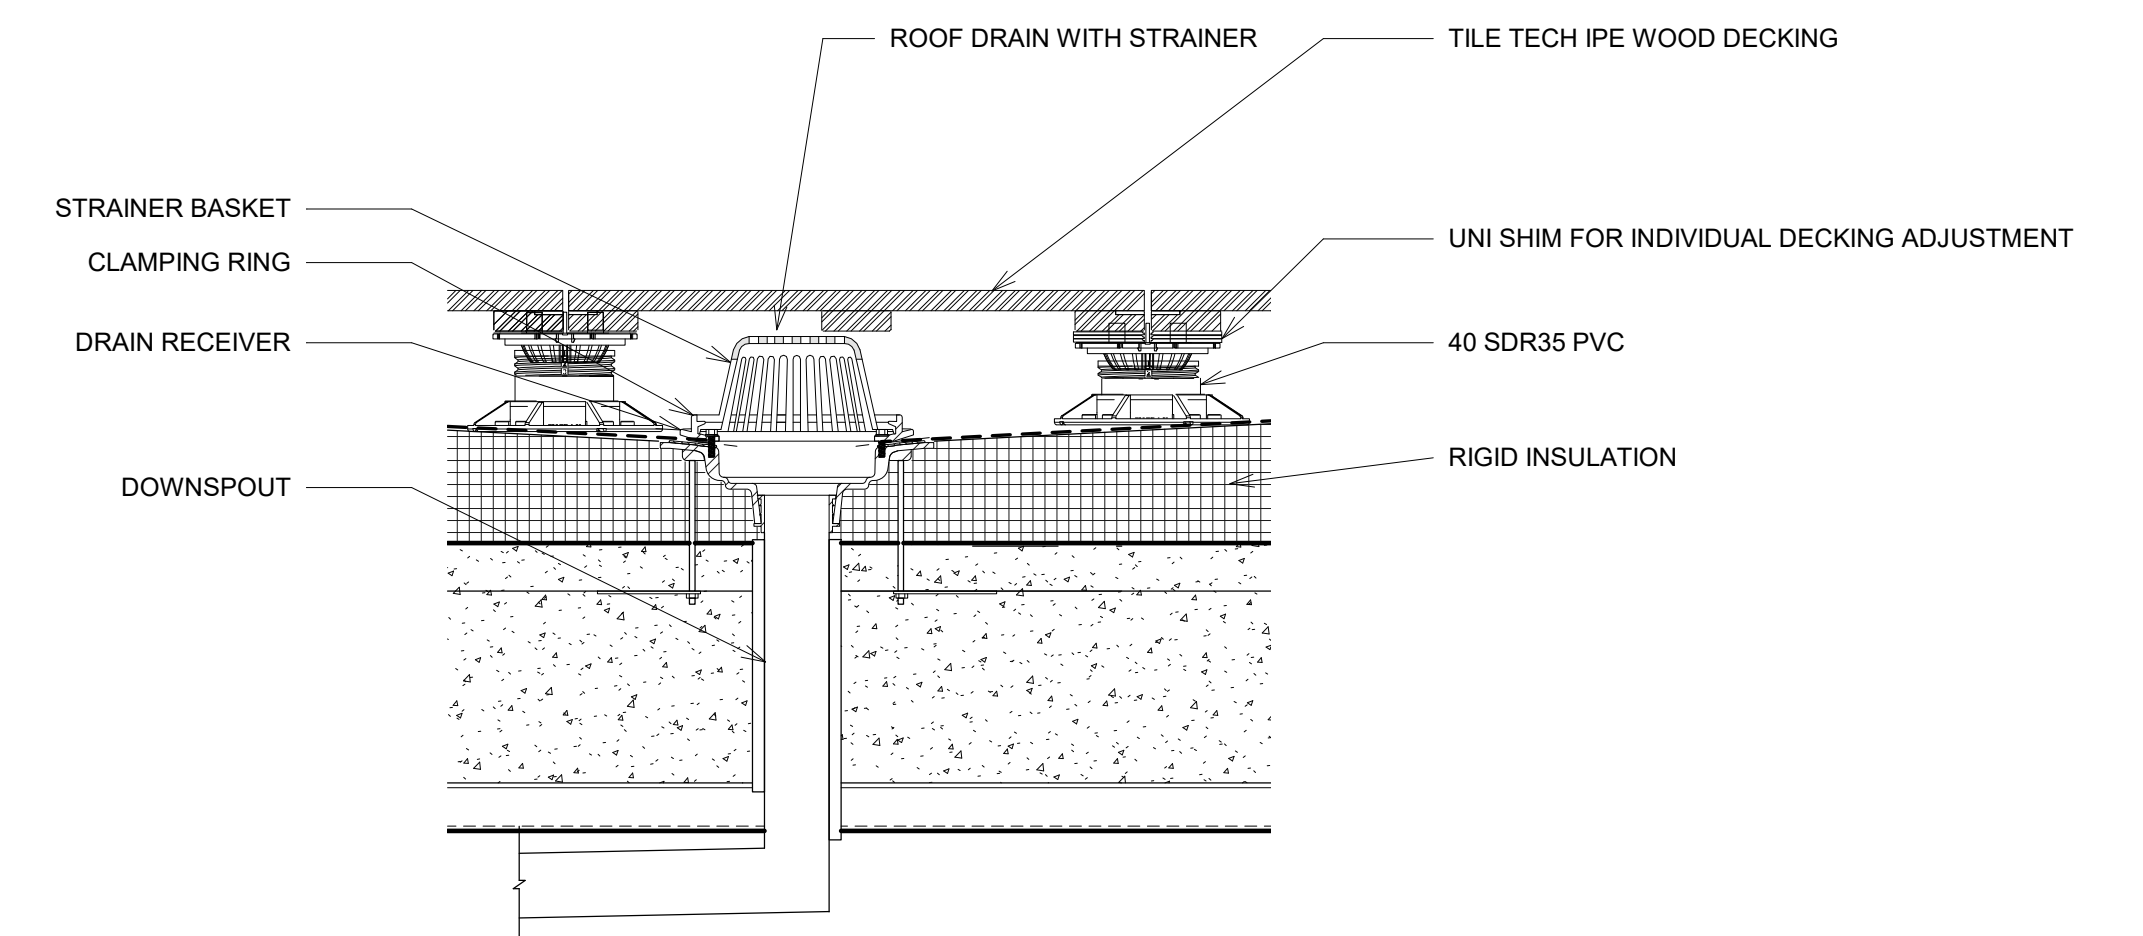 ROOF DRAIN WITH STRAINER
TILE TECH IPE WOOD DECKING
STRAINER BASKET
UNI SHIM FOR INDIVIDUAL DECKING ADJUSTMENT
CLAMPING RING
DRAIN RECEIVER
40 SDR35 PVC
RIGID INSULATION
DOWNSPOUT